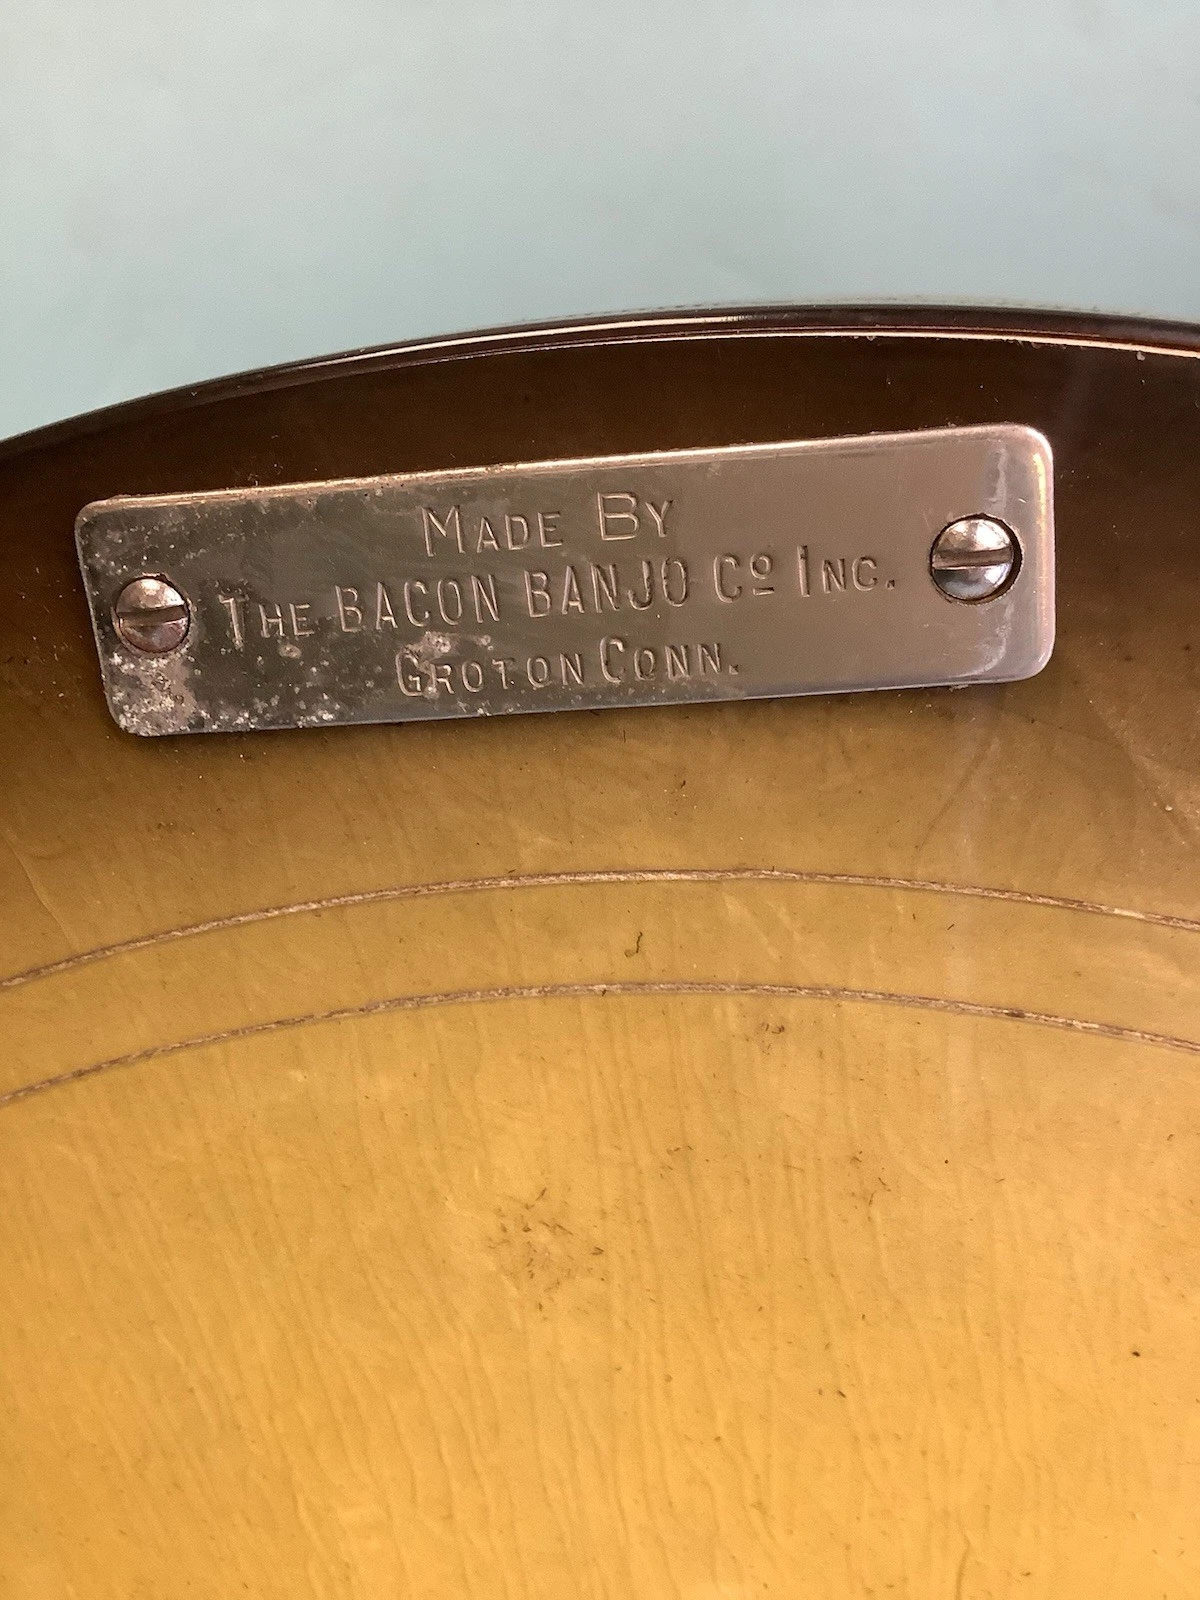 MADE BY
THE BACON BANJO Cº INC.
GROTON CONN.